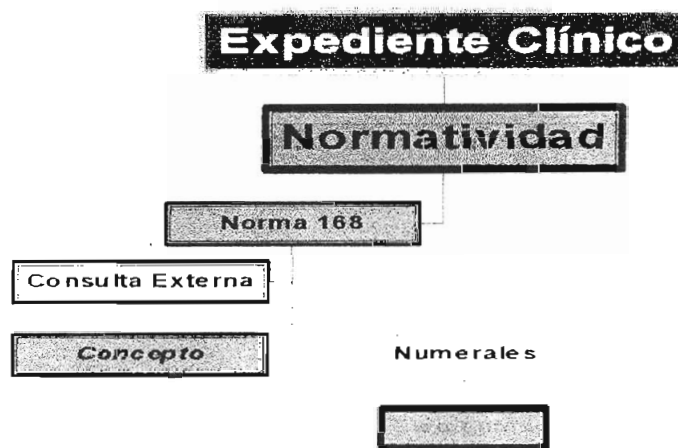 Expediente Clínico
Normatividad
Norma 168
Consulta Externa
Concepto
Numerales